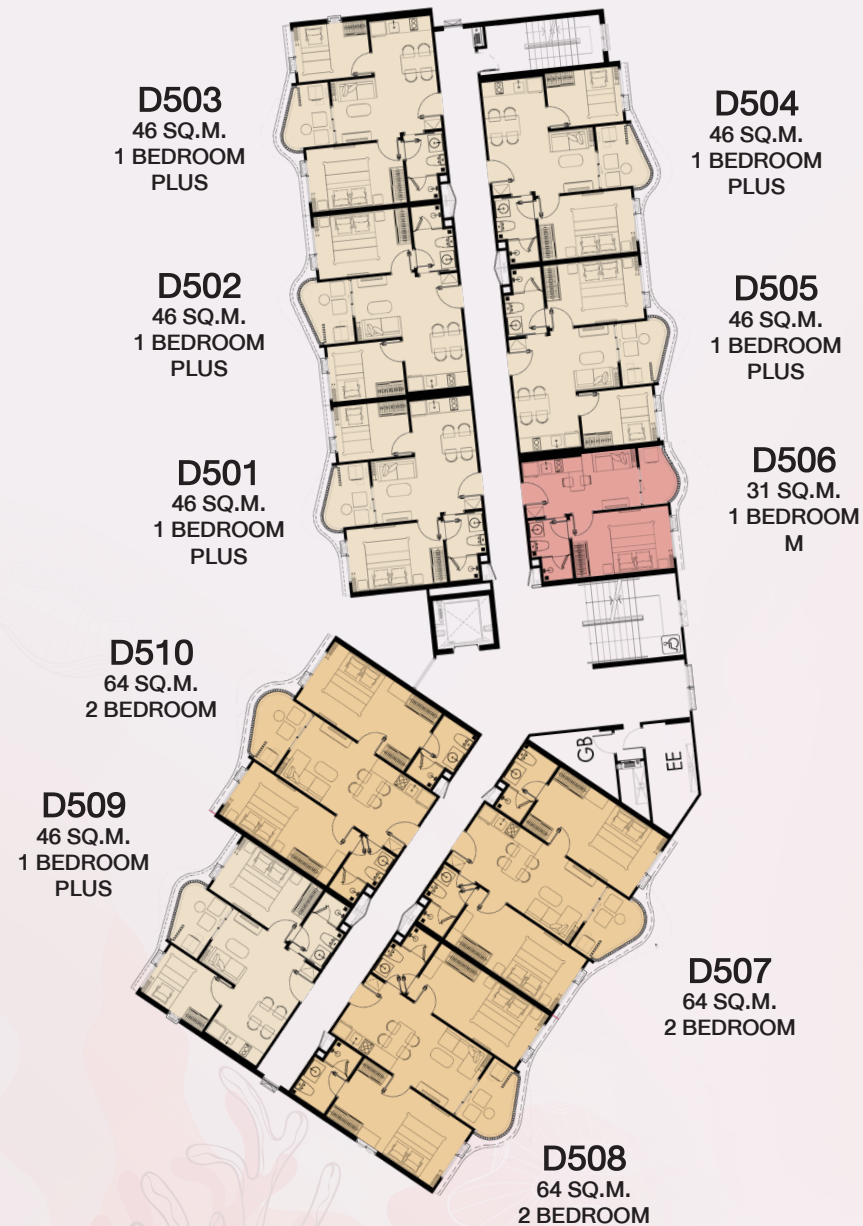 D503
46 SQ.M.
1 BEDROOM
PLUS
D504
46 SQ.M.
1 BEDROOM
PLUS
D502
46 SQ.M.
1 BEDROOM
PLUS
D505
46 SQ.M.
1 BEDROOM
PLUS
D501
46 SQ.M.
1 BEDROOM
PLUS
D506
31 SQ.M.
1 BEDROOM
M
D510
64 SQ.M.
2 BEDROOM
GB
EE
D509
46 SQ.M.
1 BEDROOM
PLUS
D507
64 SQ.M.
2 BEDROOM
D508
64 SQ.M.
2 BEDROOM